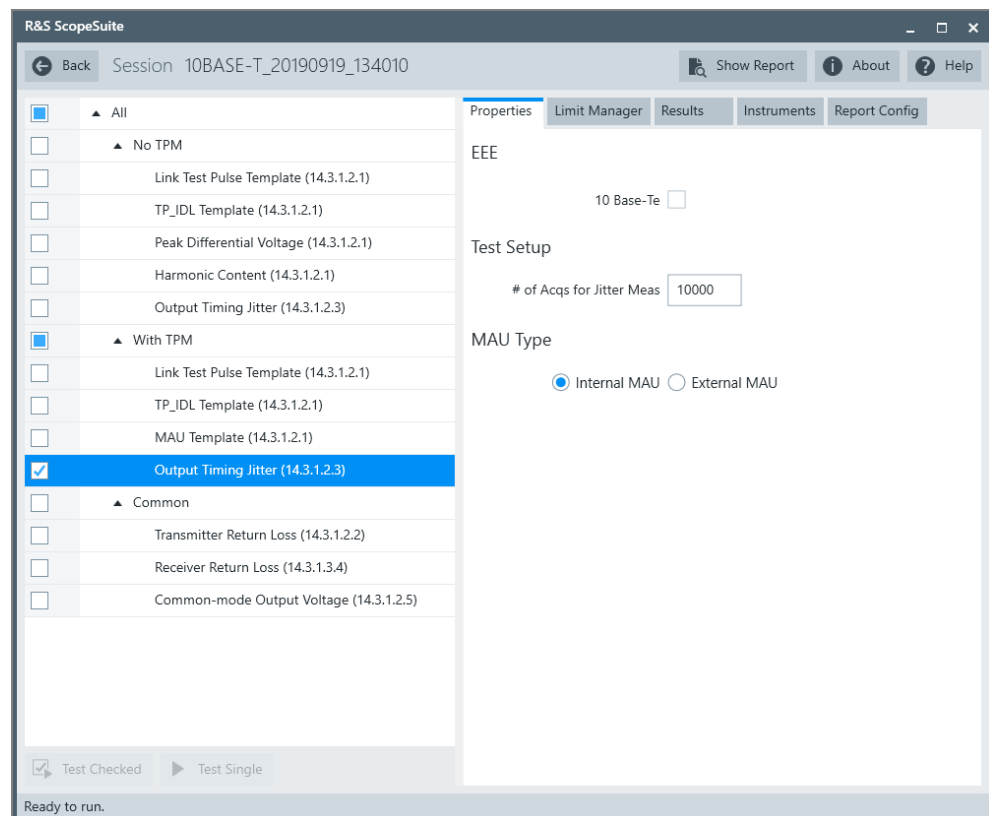 R&S ScopeSuite
Back Session 10BASE-T_20190919_134010 Show Report About Help
All
No TPM
Link Test Pulse Template (14.3.1.2.1)
TP_IDL Template (14.3.1.2.1)
Peak Differential Voltage (14.3.1.2.1)
Harmonic Content (14.3.1.2.1)
Output Timing Jitter (14.3.1.2.3)
With TPM
Link Test Pulse Template (14.3.1.2.1)
TP_IDL Template (14.3.1.2.1)
MAU Template (14.3.1.2.1)
Output Timing Jitter (14.3.1.2.3)
Common
Transmitter Return Loss (14.3.1.2.2)
Receiver Return Loss (14.3.1.3.4)
Common-mode Output Voltage (14.3.1.2.5)
Test Checked Test Single
Properties Limit Manager Results Instruments Report Config
EEE
10 Base-Te
Test Setup
# of Acqs for Jitter Meas 10000
MAU Type
Internal MAU External MAU
Ready to run.